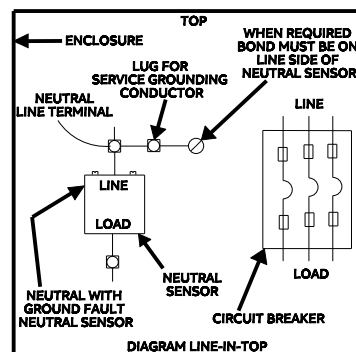 TOP
ENCLOSURE
WHEN REQUIRED
BOND MUST BE ON
LINE SIDE OF
NEUTRAL SENSOR
LUG FOR
SERVICE GROUNDING
CONDUCTOR
NEUTRAL
LINE TERMINAL
LINE
LINE
LOAD
LOAD
NEUTRAL
SENSOR
NEUTRAL WITH
GROUND FAULT
NEUTRAL SENSOR
CIRCUIT BREAKER
DIAGRAM LINE-IN-TOP